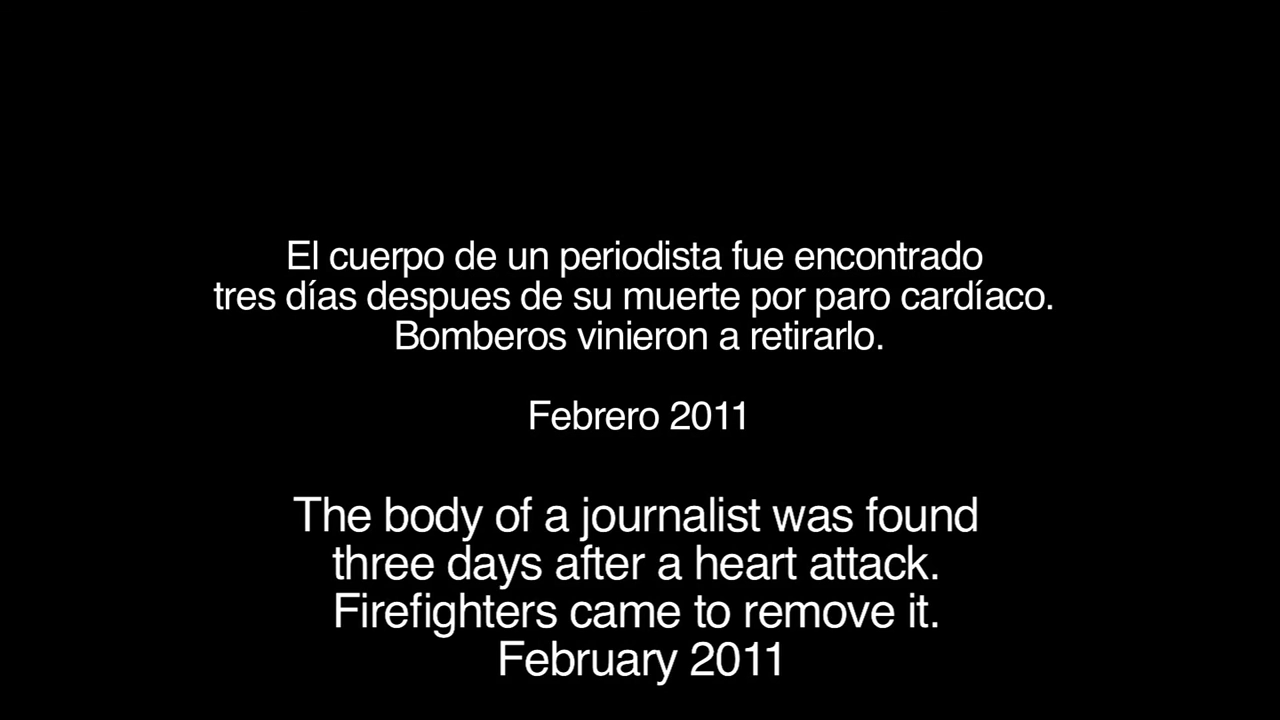 El cuerpo de un periodista fue encontrado
tres días despues de su muerte por paro cardíaco.
Bomberos vinieron a retirarlo.
Febrero 2011
The body of a journalist was found
three days after a heart attack.
Firefighters came to remove it.
February 2011